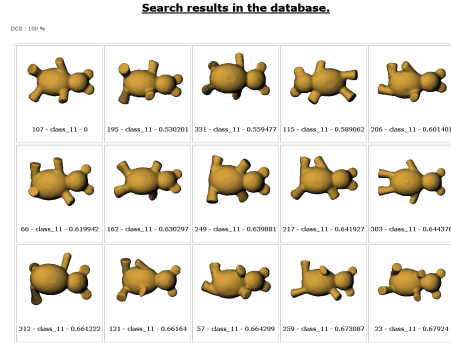 Search results in the database.
DCG : 100 %
107 - class_11 - 0
195 - class_11 - 0.530201
331 - class_11 - 0.559477
115 - class_11 - 0.589062
206 - class_11 - 0.601401
66 - class_11 - 0.619942
162 - class_11 - 0.630297
249 - class_11 - 0.639881
217 - class_11 - 0.641927
303 - class_11 - 0.644376
312 - class_11 - 0.661222
121 - class_11 - 0.66164
57 - class_11 - 0.664299
259 - class_11 - 0.673087
23 - class_11 - 0.67924